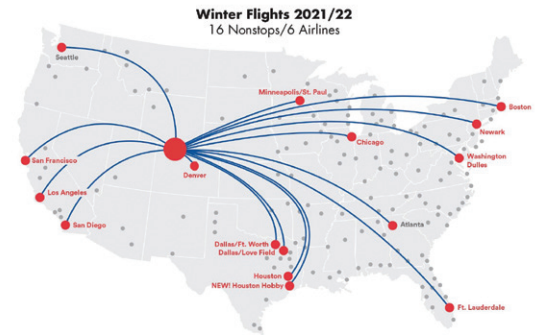 Winter Flights 2021/22
16 Nonstops/6 Airlines
Seattle
Minneapolis/St. Paul
Boston
Newark
Chicago
Washington
Dulles
San Francisco
Denver
Los Angeles
San Diego
Atlanta
Dallas/Ft. Worth
Dallas/Love Field
Houston
NEW! Houston Hobby
Ft. Lauderdale